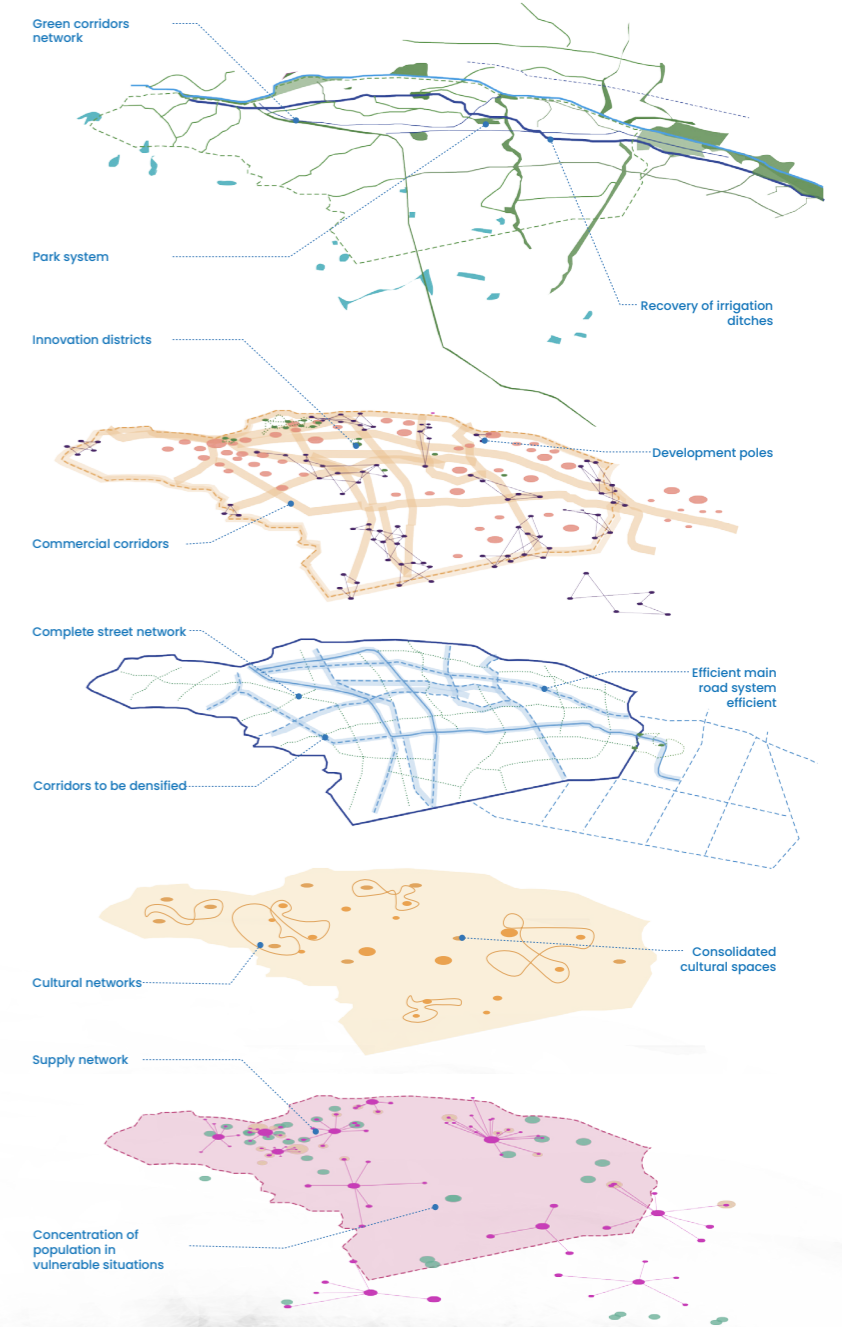 Green corridors
network
Park system
Recovery of irrigation
ditches
Innovation districts
Development poles
Commercial corridors
Complete street network
Efficient main
road system
efficient
Corridors to be densified
Consolidated
cultural spaces
Cultural networks
Supply network
Concentration of
population in
vulnerable situations